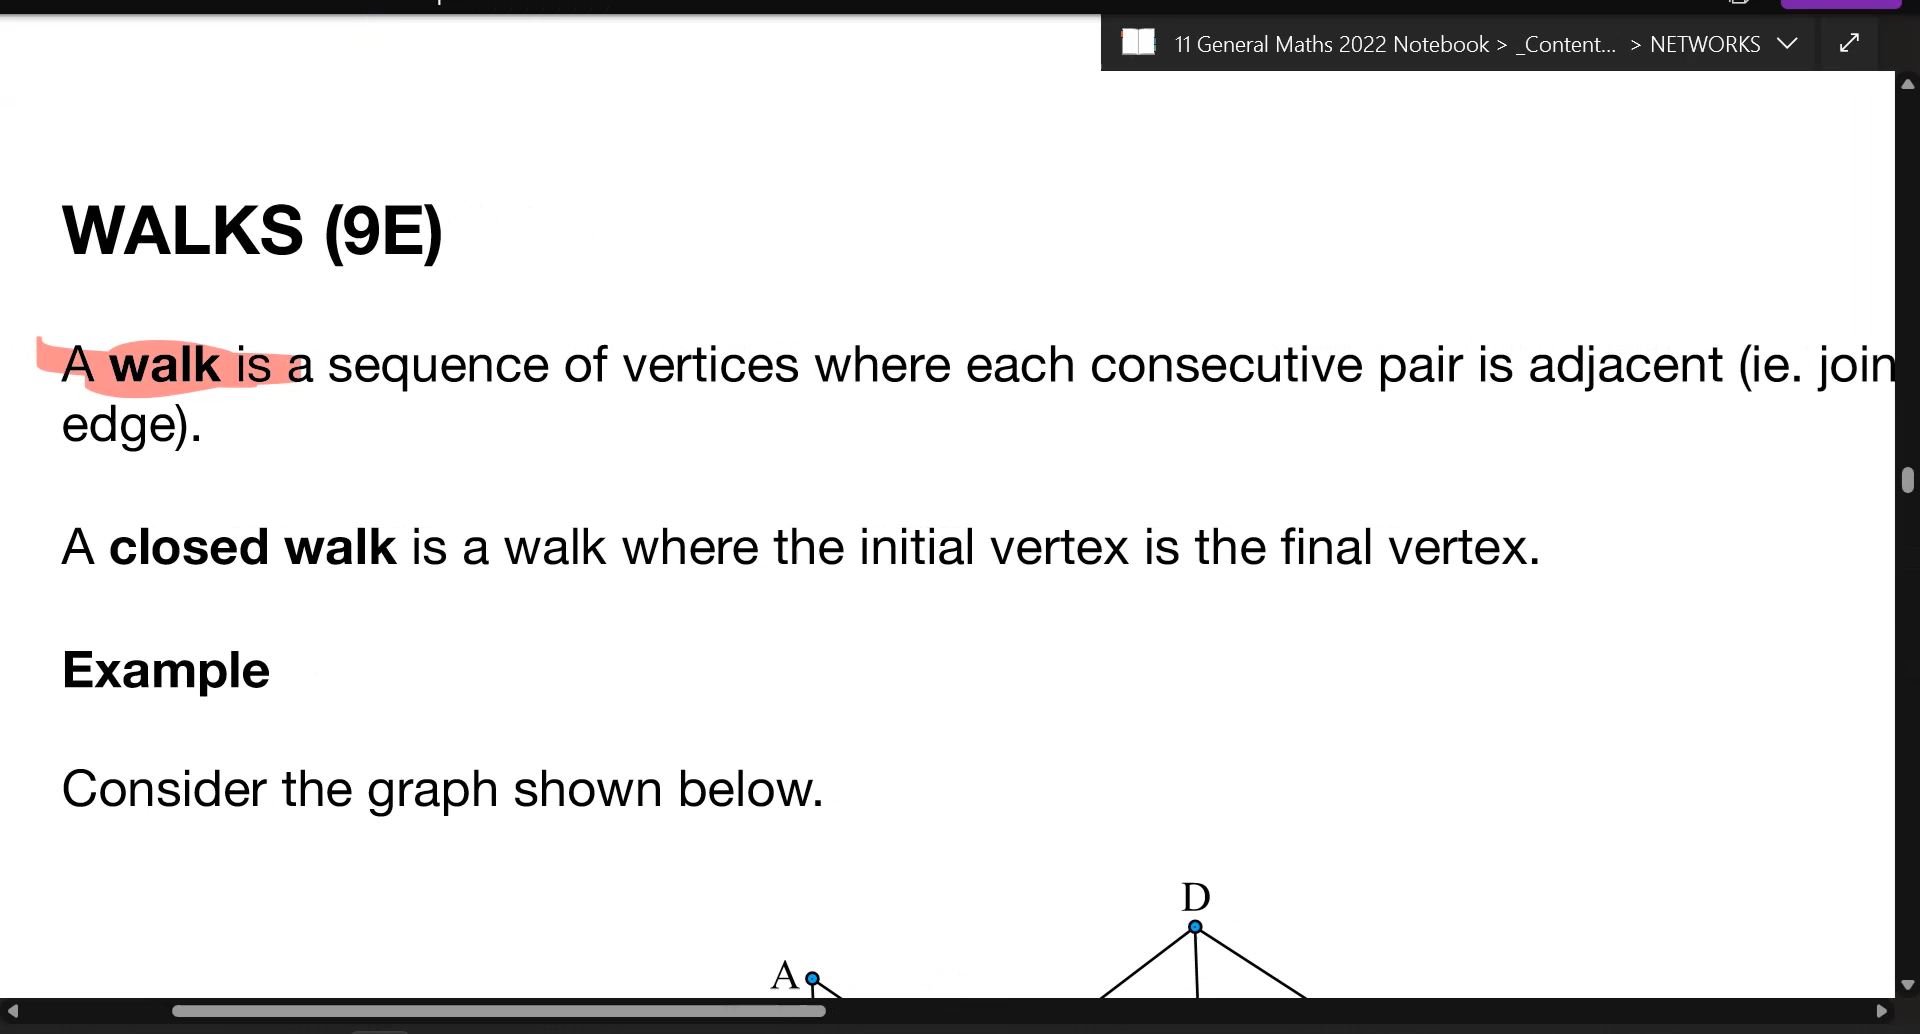 11 General Maths 2022 Notebook > _Content... > NETWORKS
WALKS (9E)
A walk is a sequence of vertices where each consecutive pair is adjacent (ie. join
edge).
A closed walk is a walk where the initial vertex is the final vertex.
Example
Consider the graph shown below.
D
A